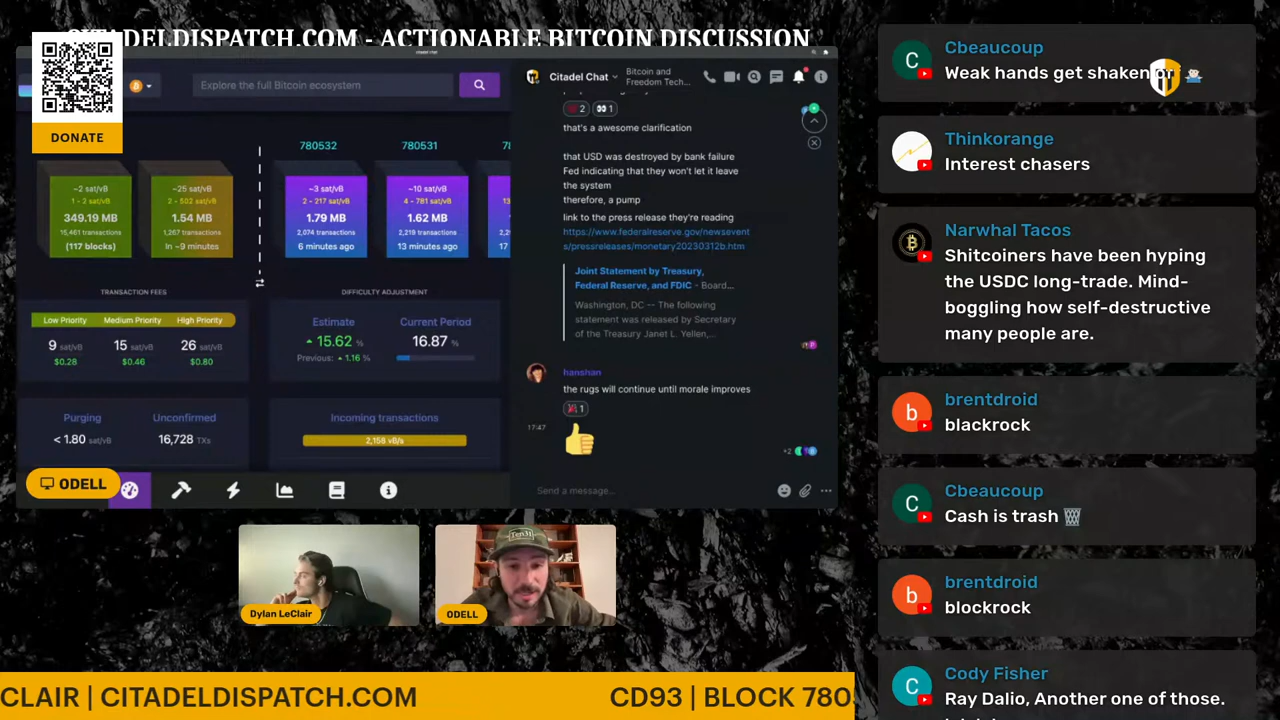 CITADELDISPATCH.COM - ACTIONABLE BITCOIN DISCUSSION
DONATE
Explore the full Bitcoin ecosystem
780532
780531
78
~2 sat/vB
1 - 2 sat/vB
349.19 MB
15,461 transactions
(117 blocks)
~25 sat/vB
2 - 502 sat/vB
1.54 MB
1,267 transactions
In ~9 minutes
~3 sat/vB
2 - 217 sat/vB
1.79 MB
2,074 transactions
6 minutes ago
~10 sat/vB
4 - 781 sat/vB
1.62 MB
2,219 transactions
13 minutes ago
17
TRANSACTION FEES
Low Priority
Medium Priority
High Priority
9 sat/vB
15 sat/vB
26 sat/vB
$0.28
$0.46
$0.80
DIFFICULTY ADJUSTMENT
Estimate
15.62 %
Previous: 1.16 %
Current Period
16.87 %
Purging
< 1.80 sat/vB
Unconfirmed
16,728 TXs
Incoming transactions
2,158 vB/s
ODELL
Citadel Chat
Bitcoin and
Freedom Tech...
2
1
that's a awesome clarification
that USD was destroyed by bank failure
Fed indicating that they won't let it leave
the system
therefore, a pump
link to the press release they're reading
https://www.federalreserve.gov/newsevent
s/pressreleases/monetary20230312b.htm
Joint Statement by Treasury,
Federal Reserve, and FDIC - Board...
Washington, DC -- The following
statement was released by Secretary
of the Treasury Janet L. Yellen,...
hanshan
the rugs will continue until morale improves
1
17:47
+2
Send a message...
TenM
Dylan LeClair
ODELL
CLAIR | CITADELDISPATCH.COM
CD93 | BLOCK 780
Cbeaucoup
Weak hands get shaken
Thinkorange
Interest chasers
Narwhal Tacos
Shitcoiners have been hyping
the USDC long-trade. Mind-
boggling how self-destructive
many people are.
brentdroid
blackrock
Cbeaucoup
Cash is trash 🗑
brentdroid
blockrock
Cody Fisher
Ray Dalio, Another one of those.